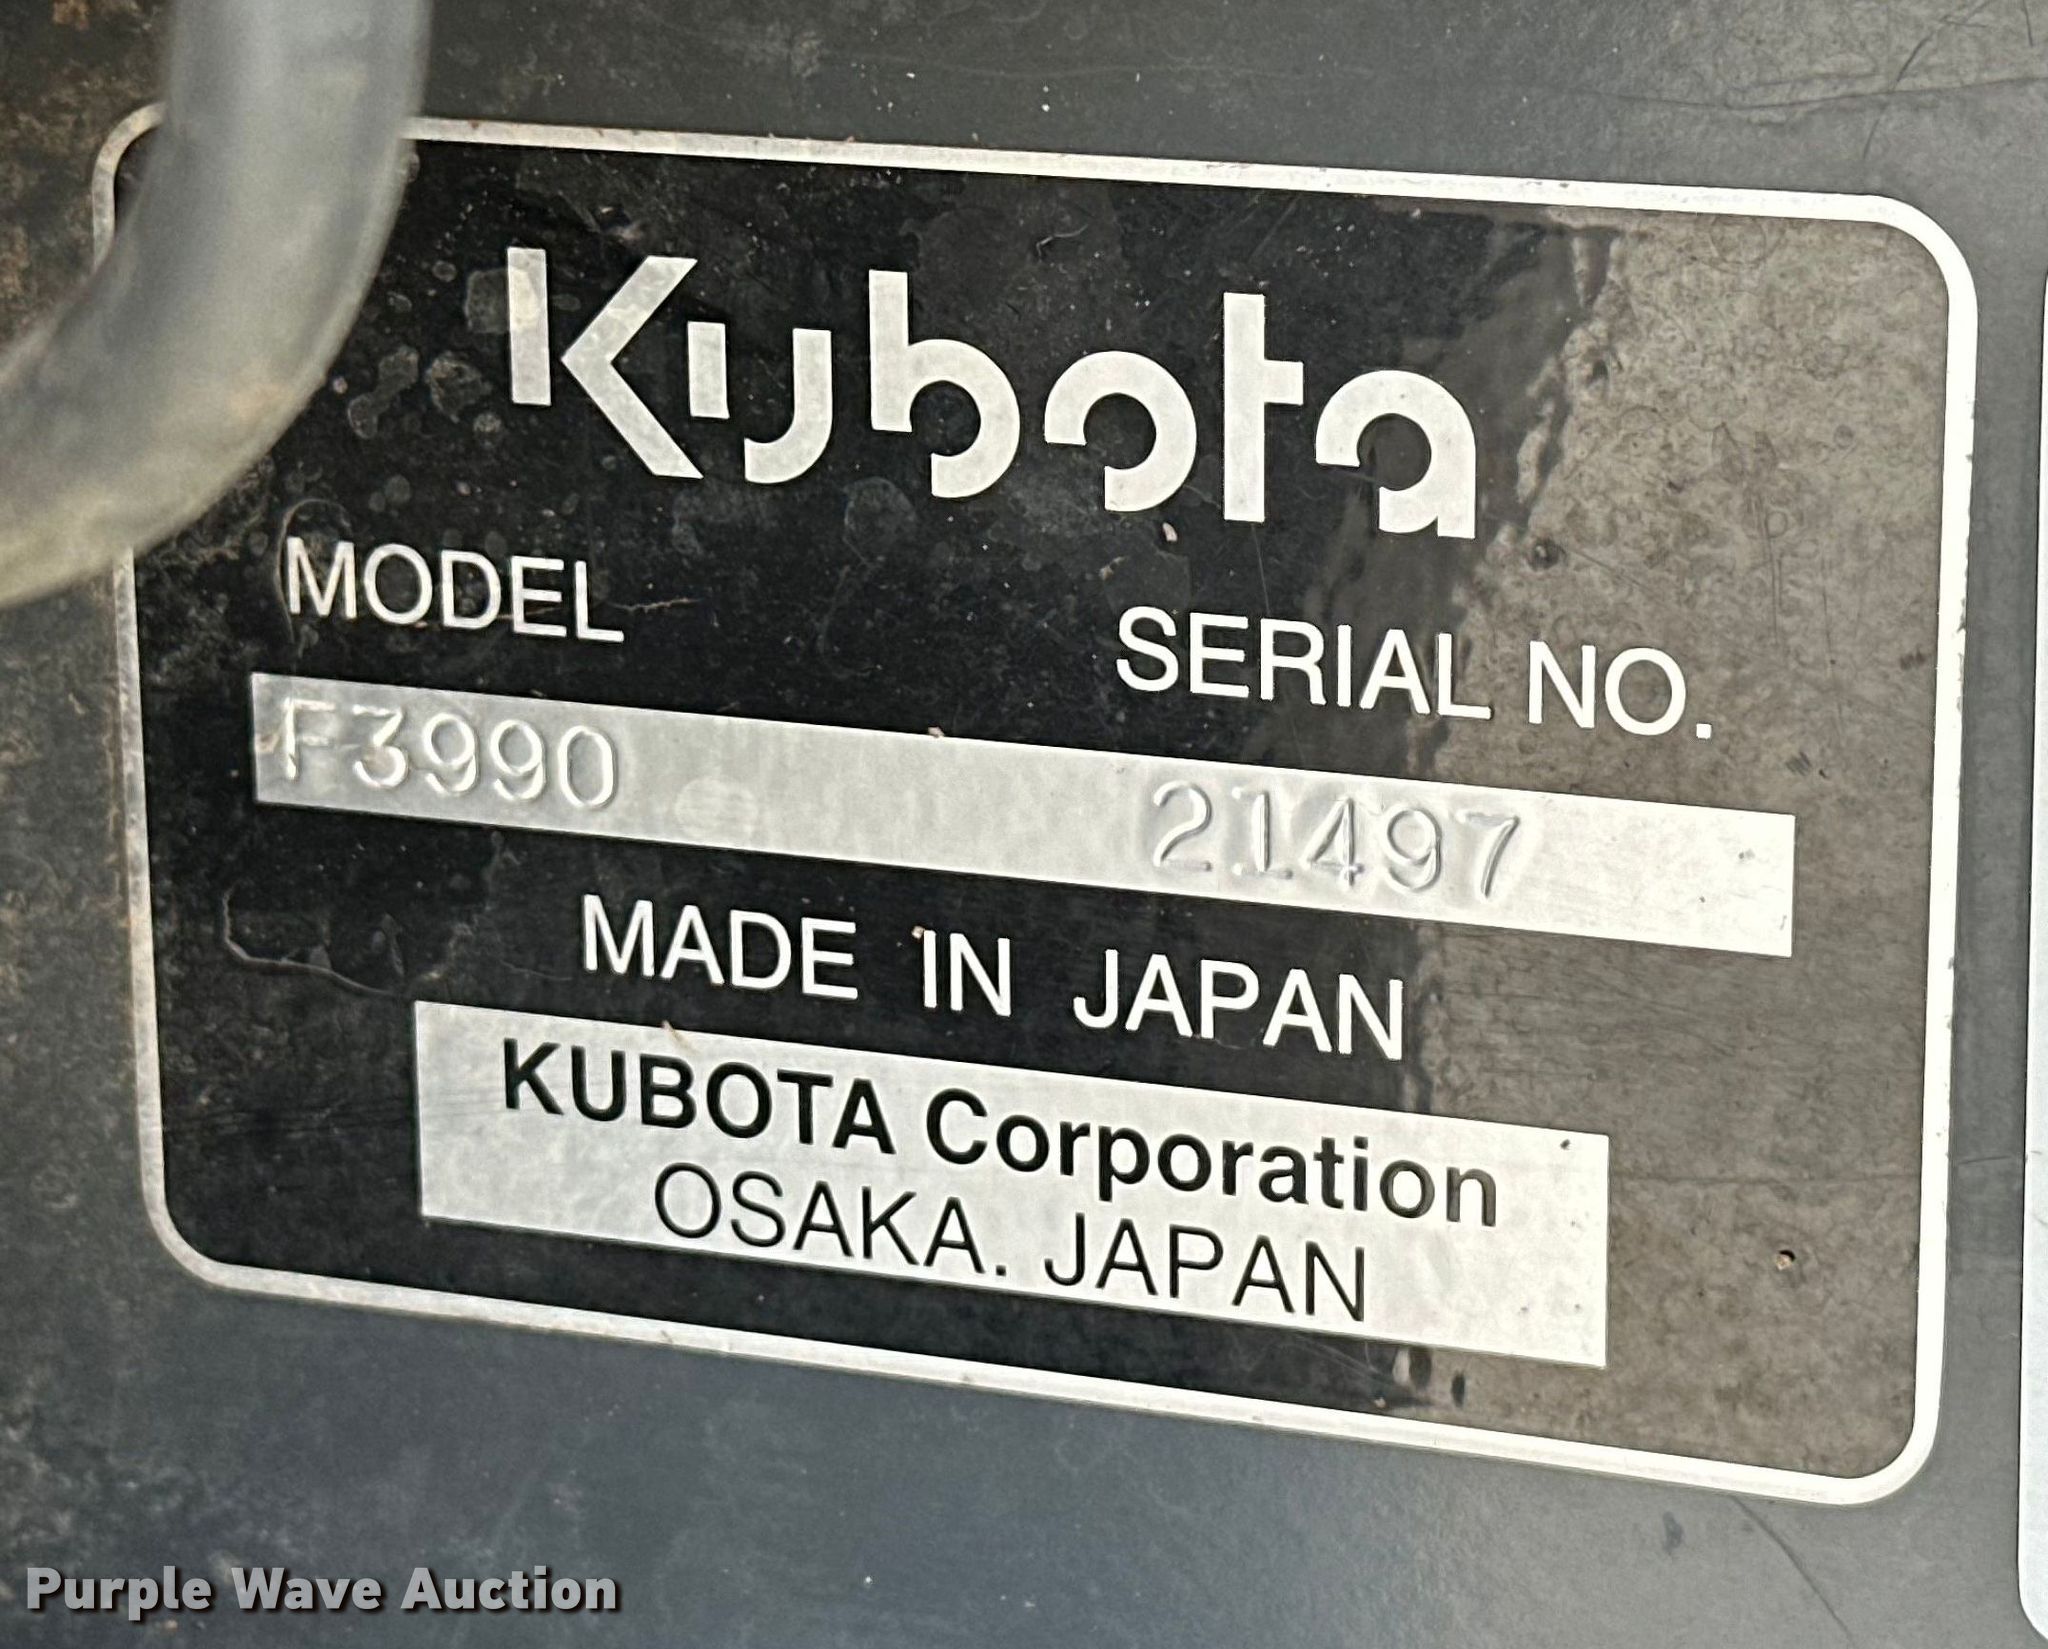 Kubota
MODEL SERIAL NO.
F3990 21497
MADE IN JAPAN
KUBOTA Corporation
OSAKA. JAPAN
Purple Wave Auction